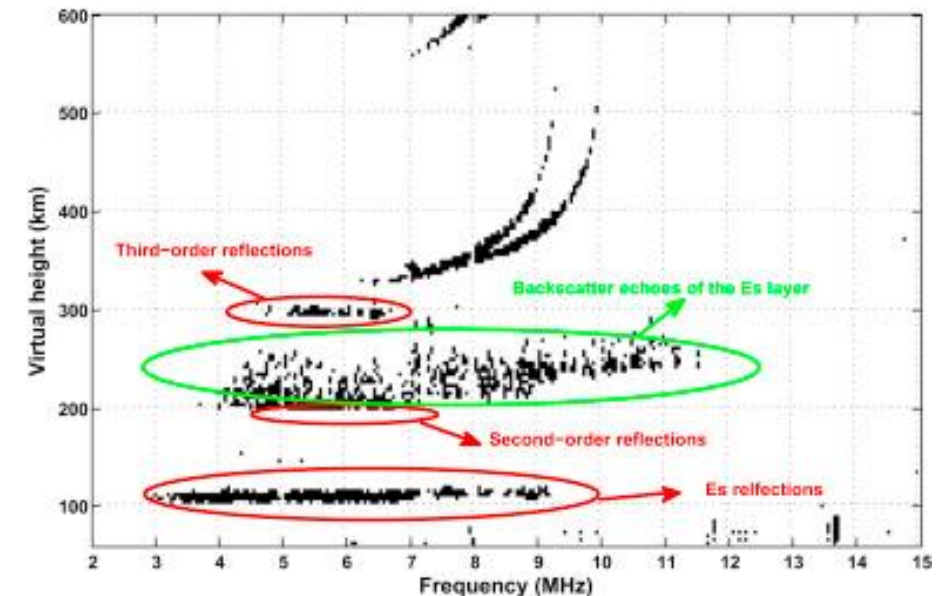 600
500
400
300
200
100
Virtual height (km)
Third-order reflections
Backscatter echoes of the Es layer
Second-order reflections
Es relfections
2 3 4 5 6 7 8 9 10 11 12 13 14 15
Frequency (MHz)